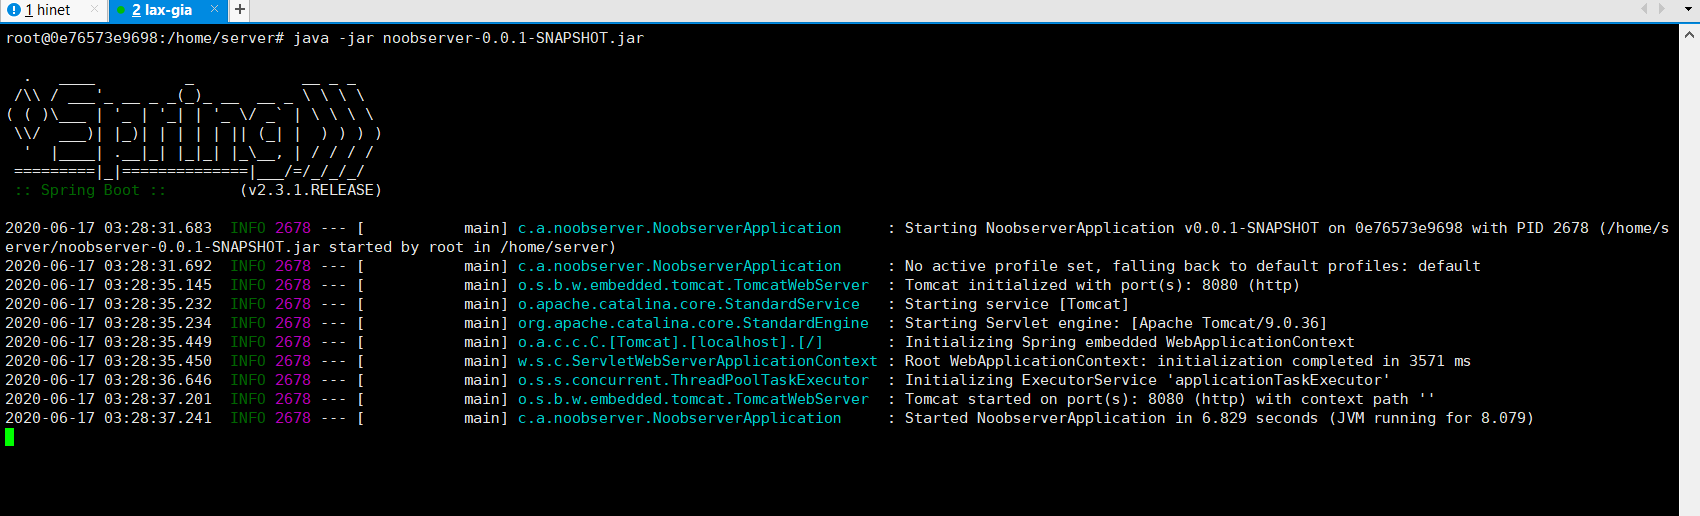 1 hinet
2 lax-gia
root@0e76573e9698:/home/server# java -jar noobserver-0.0.1-SNAPSHOT.jar
  .   ____          _            __ _ _
 /\\ / ___'_ __ _ _(_)_ __  __ _ \ \ \ \
( ( )\___ | '_ | '_| | '_ \/ _` | \ \ \ \
 \\/  ___)| |_)| | | | | || (_| |  ) ) ) )
  '  |____| .__|_| |_|_| |_\__, | / / / /
 =========|_|==============|___/=/_/_/_/
 :: Spring Boot ::        (v2.3.1.RELEASE)
2020-06-17 03:28:31.683  INFO 2678 --- [           main] c.a.noobserver.NoobserverApplication     : Starting NoobserverApplication v0.0.1-SNAPSHOT on 0e76573e9698 with PID 2678 (/home/s
erver/noobserver-0.0.1-SNAPSHOT.jar started by root in /home/server)
2020-06-17 03:28:31.692  INFO 2678 --- [           main] c.a.noobserver.NoobserverApplication     : No active profile set, falling back to default profiles: default
2020-06-17 03:28:35.145  INFO 2678 --- [           main] o.s.b.w.embedded.tomcat.TomcatWebServer  : Tomcat initialized with port(s): 8080 (http)
2020-06-17 03:28:35.232  INFO 2678 --- [           main] o.apache.catalina.core.StandardService   : Starting service [Tomcat]
2020-06-17 03:28:35.234  INFO 2678 --- [           main] org.apache.catalina.core.StandardEngine  : Starting Servlet engine: [Apache Tomcat/9.0.36]
2020-06-17 03:28:35.449  INFO 2678 --- [           main] o.a.c.c.C.[Tomcat].[localhost].[/]       : Initializing Spring embedded WebApplicationContext
2020-06-17 03:28:35.450  INFO 2678 --- [           main] w.s.c.ServletWebServerApplicationContext : Root WebApplicationContext: initialization completed in 3571 ms
2020-06-17 03:28:36.646  INFO 2678 --- [           main] o.s.s.concurrent.ThreadPoolTaskExecutor  : Initializing ExecutorService 'applicationTaskExecutor'
2020-06-17 03:28:37.201  INFO 2678 --- [           main] o.s.b.w.embedded.tomcat.TomcatWebServer  : Tomcat started on port(s): 8080 (http) with context path ''
2020-06-17 03:28:37.241  INFO 2678 --- [           main] c.a.noobserver.NoobserverApplication     : Started NoobserverApplication in 6.829 seconds (JVM running for 8.079)